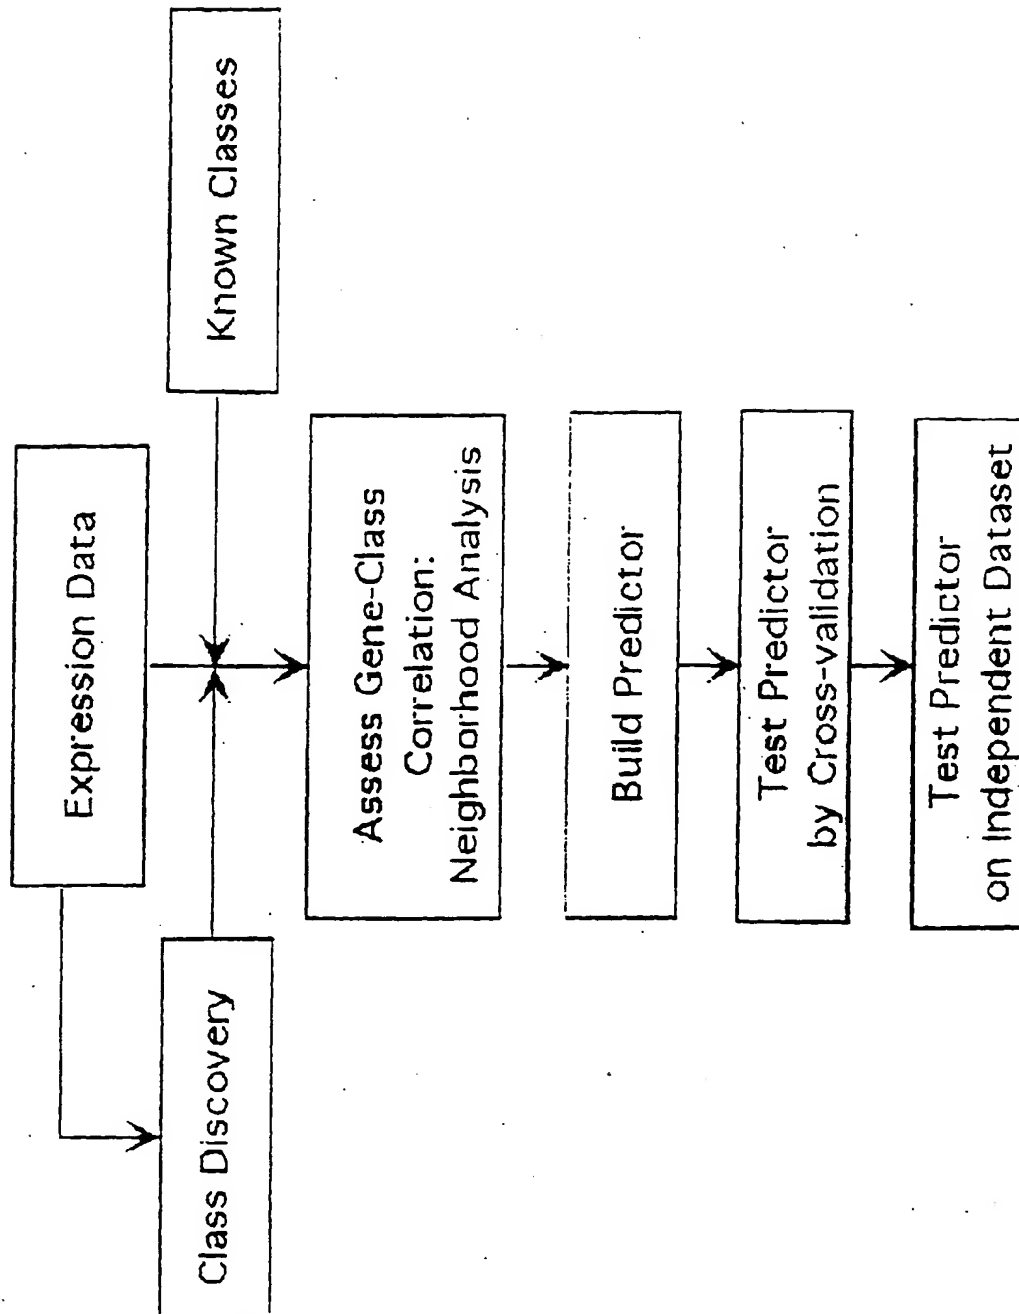 Expression Data
Class Discovery
Known Classes
Assess Gene-Class
Correlation:
Neighborhood Analysis
Build Predictor
Test Predictor
by Cross-validation
Test Predictor
on Independent Dataset